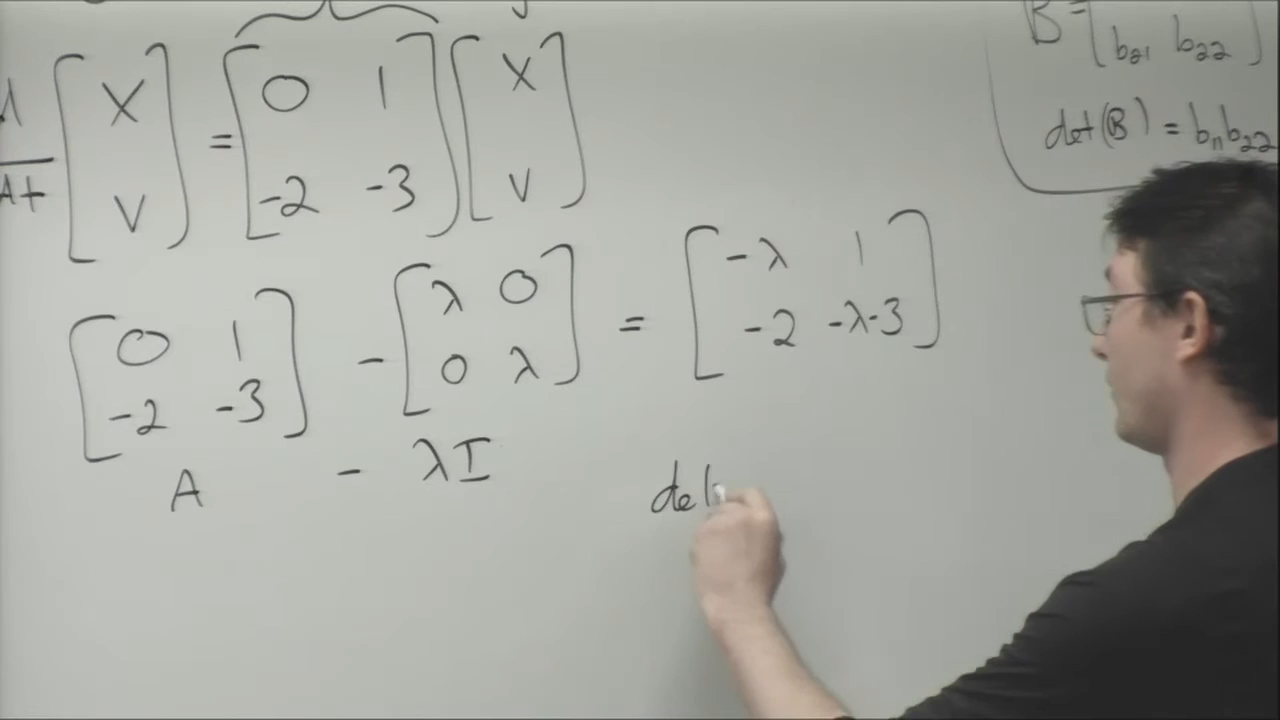 d/dt [X V] = [0 1 -2 -3] [X V]
[0 1 -2 -3] - [λ 0 0 λ] = [-λ 1 -2 -λ-3]
A - λI
det
B = [b21 b22]
det(B) = b11b22